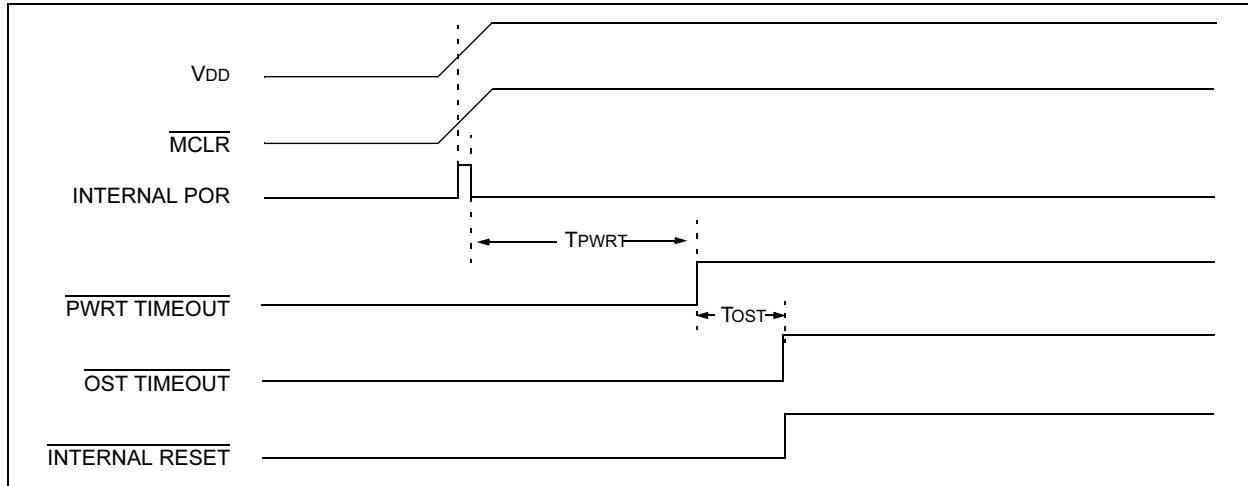 VDD
MCLR
INTERNAL POR
TPWRT
PWRT TIMEOUT
TOST
OST TIMEOUT
INTERNAL RESET